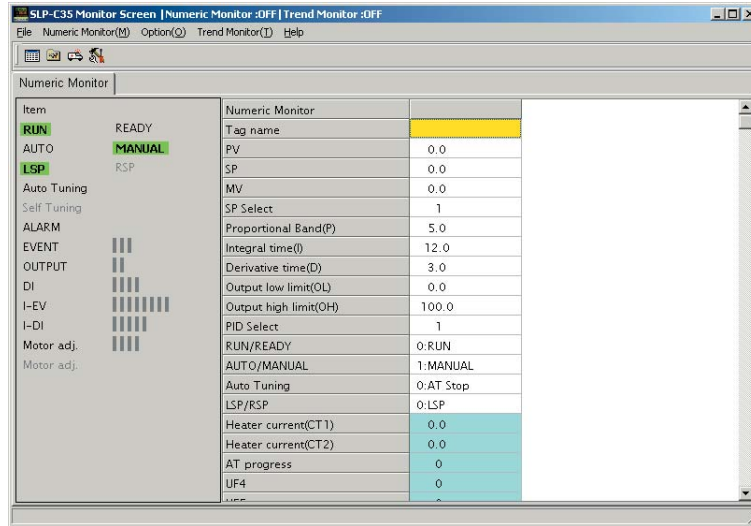 SLP-C35 Monitor Screen |Numeric Monitor :OFF|Trend Monitor :OFF
File Numeric Monitor(M) Option(O) Trend Monitor(T) Help
Numeric Monitor
Item
RUN READY
AUTO MANUAL
LSP RSP
Auto Tuning
Self Tuning
ALARM
EVENT
OUTPUT
DI
I-EV
I-DI
Motor adj.
Motor adj.
Numeric Monitor
Tag name
PV 0.0
SP 0.0
MV 0.0
SP Select 1
Proportional Band(P) 5.0
Integral time(I) 12.0
Derivative time(D) 3.0
Output low limit(OL) 0.0
Output high limit(OH) 100.0
PID Select 1
RUN/READY 0:RUN
AUTO/MANUAL 1:MANUAL
Auto Tuning 0:AT Stop
LSP/RSP 0:LSP
Heater current(CT1) 0.0
Heater current(CT2) 0.0
AT progress 0
UF4 0